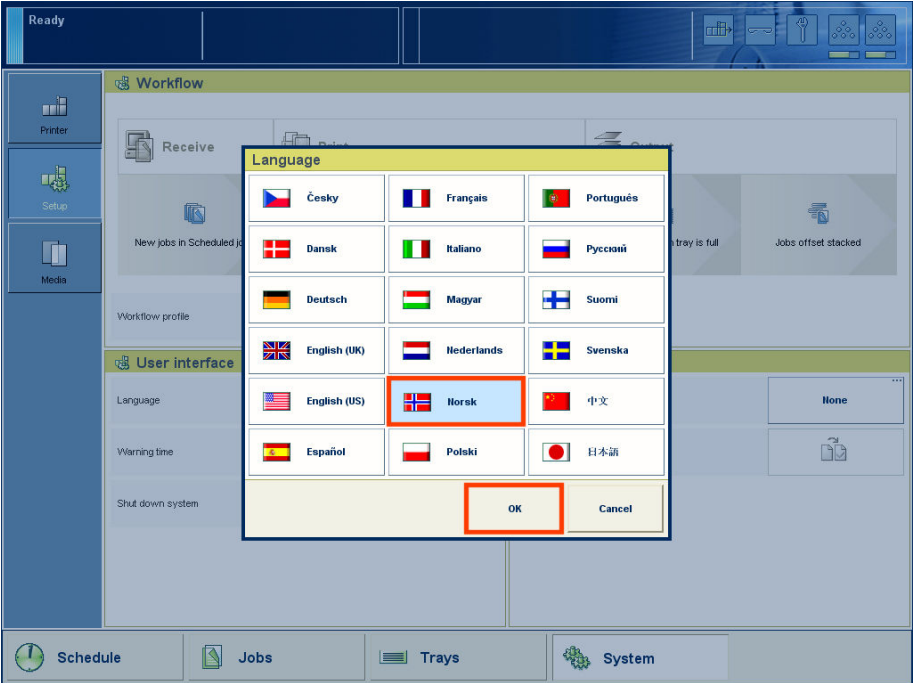 Ready
Workflow
Printer
Receive
Print
Output
Setup
New jobs in Scheduled
tray is full
Jobs offset stacked
Media
Workflow profile
User interface
Language
None
Warning time
Shut down system
Language
Česky
Français
Português
Dansk
Italiano
Русский
Deutsch
Magyar
Suomi
English (UK)
Nederlands
Svenska
English (US)
Norsk
中文
Español
Polski
日本語
OK
Cancel
Schedule
Jobs
Trays
System